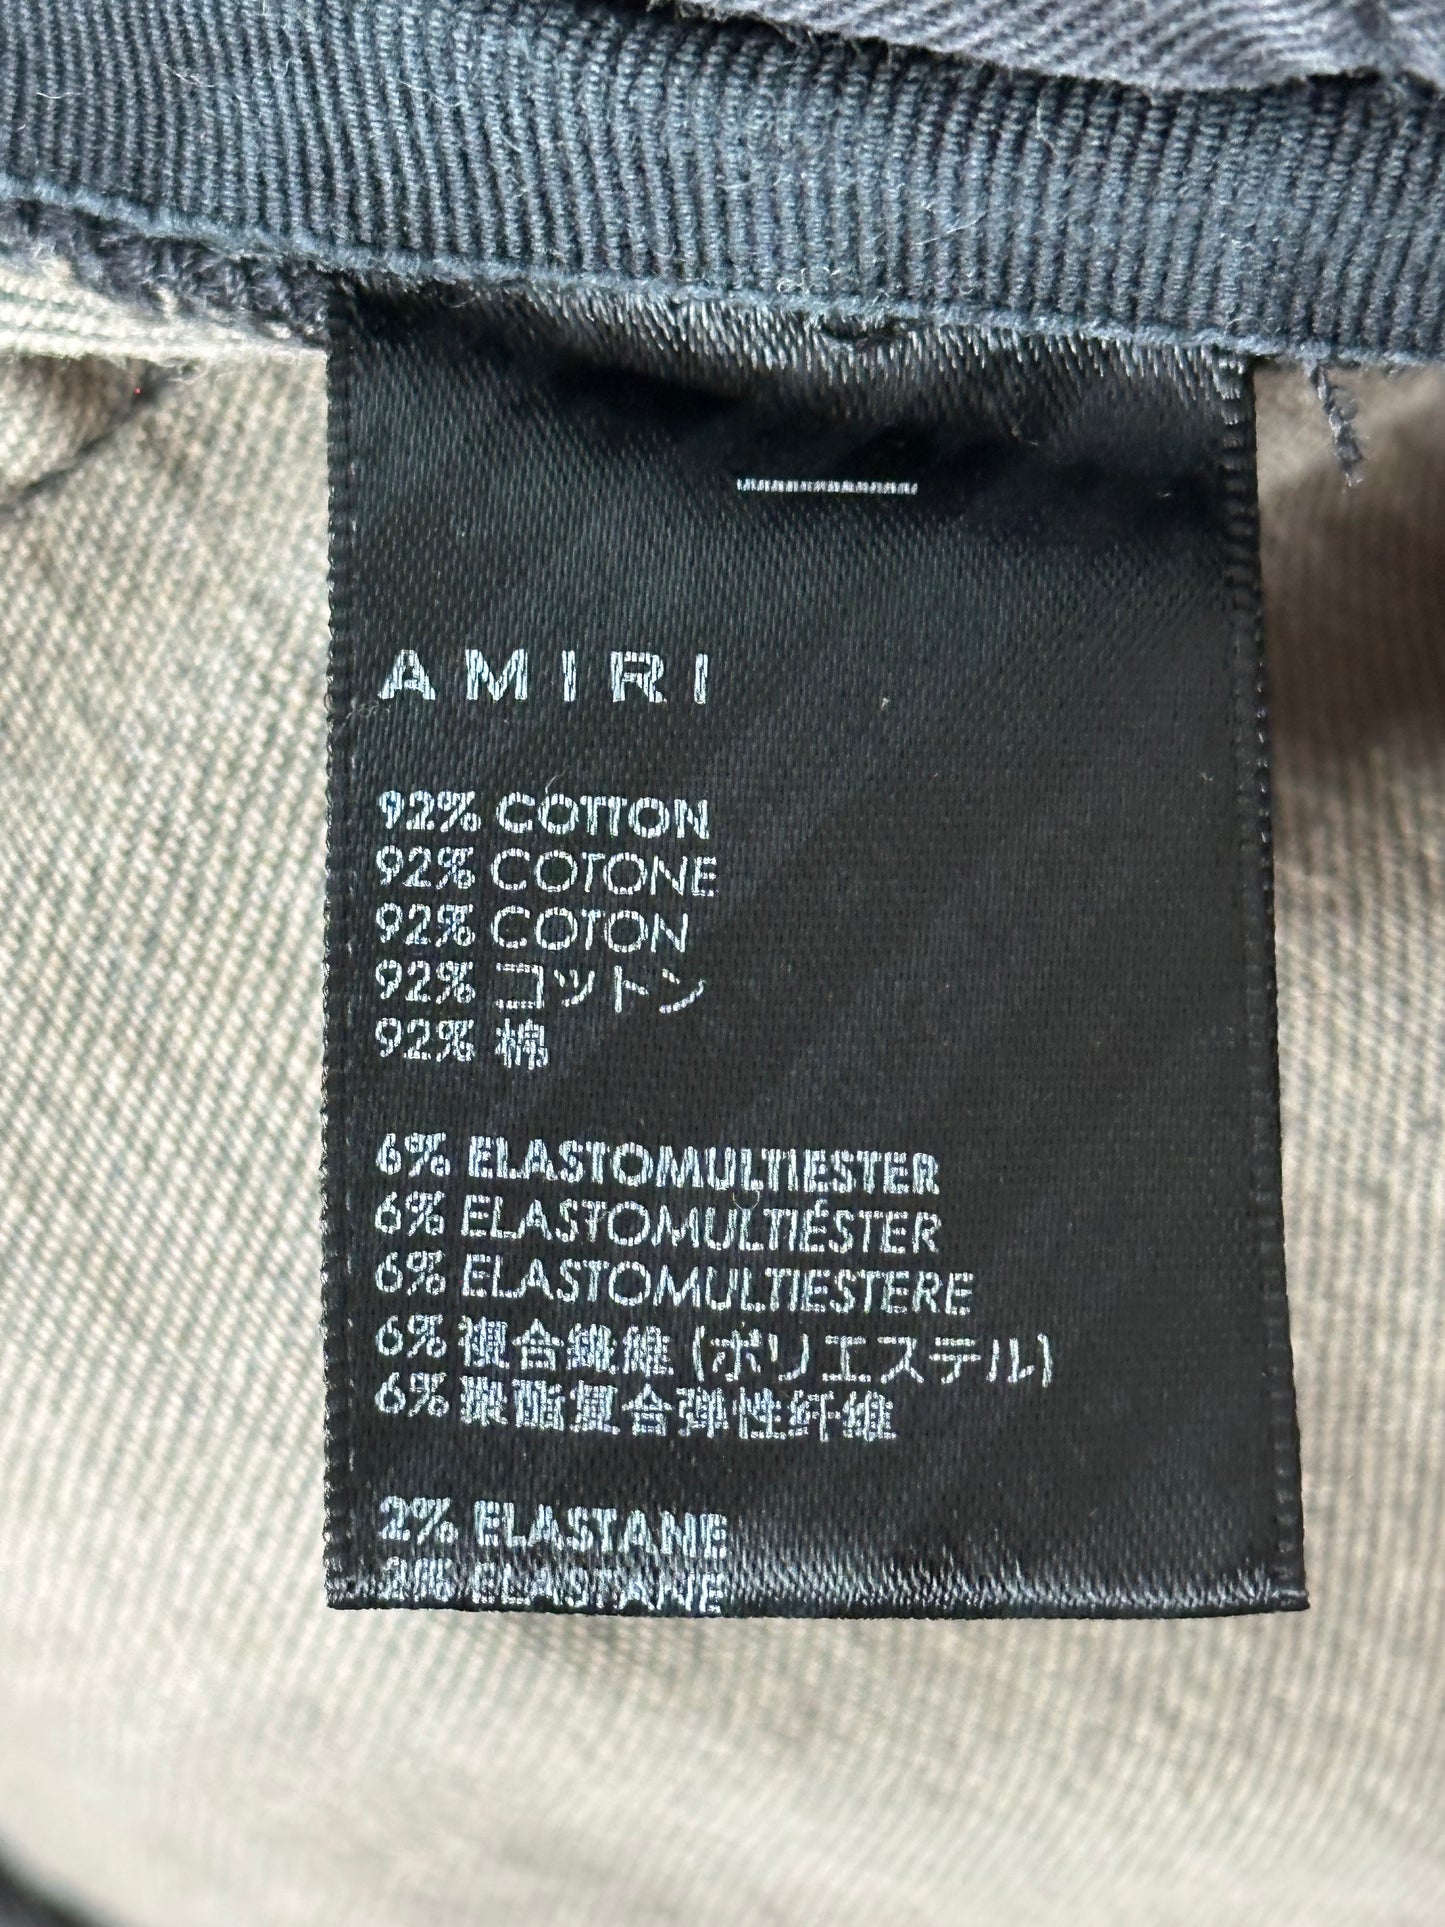 AMIRI
92% COTTON
92% COTONE
92% COTON
92% コットン
92% 棉
6% ELASTOMULTIESTER
6% ELASTOMULTIÉSTER
6% ELASTOMULTIESTERE
6% 複合繊維 (ポリエステル)
6% 聚酯复合弹性纤维
2% ELASTANE
2% ELASTANE